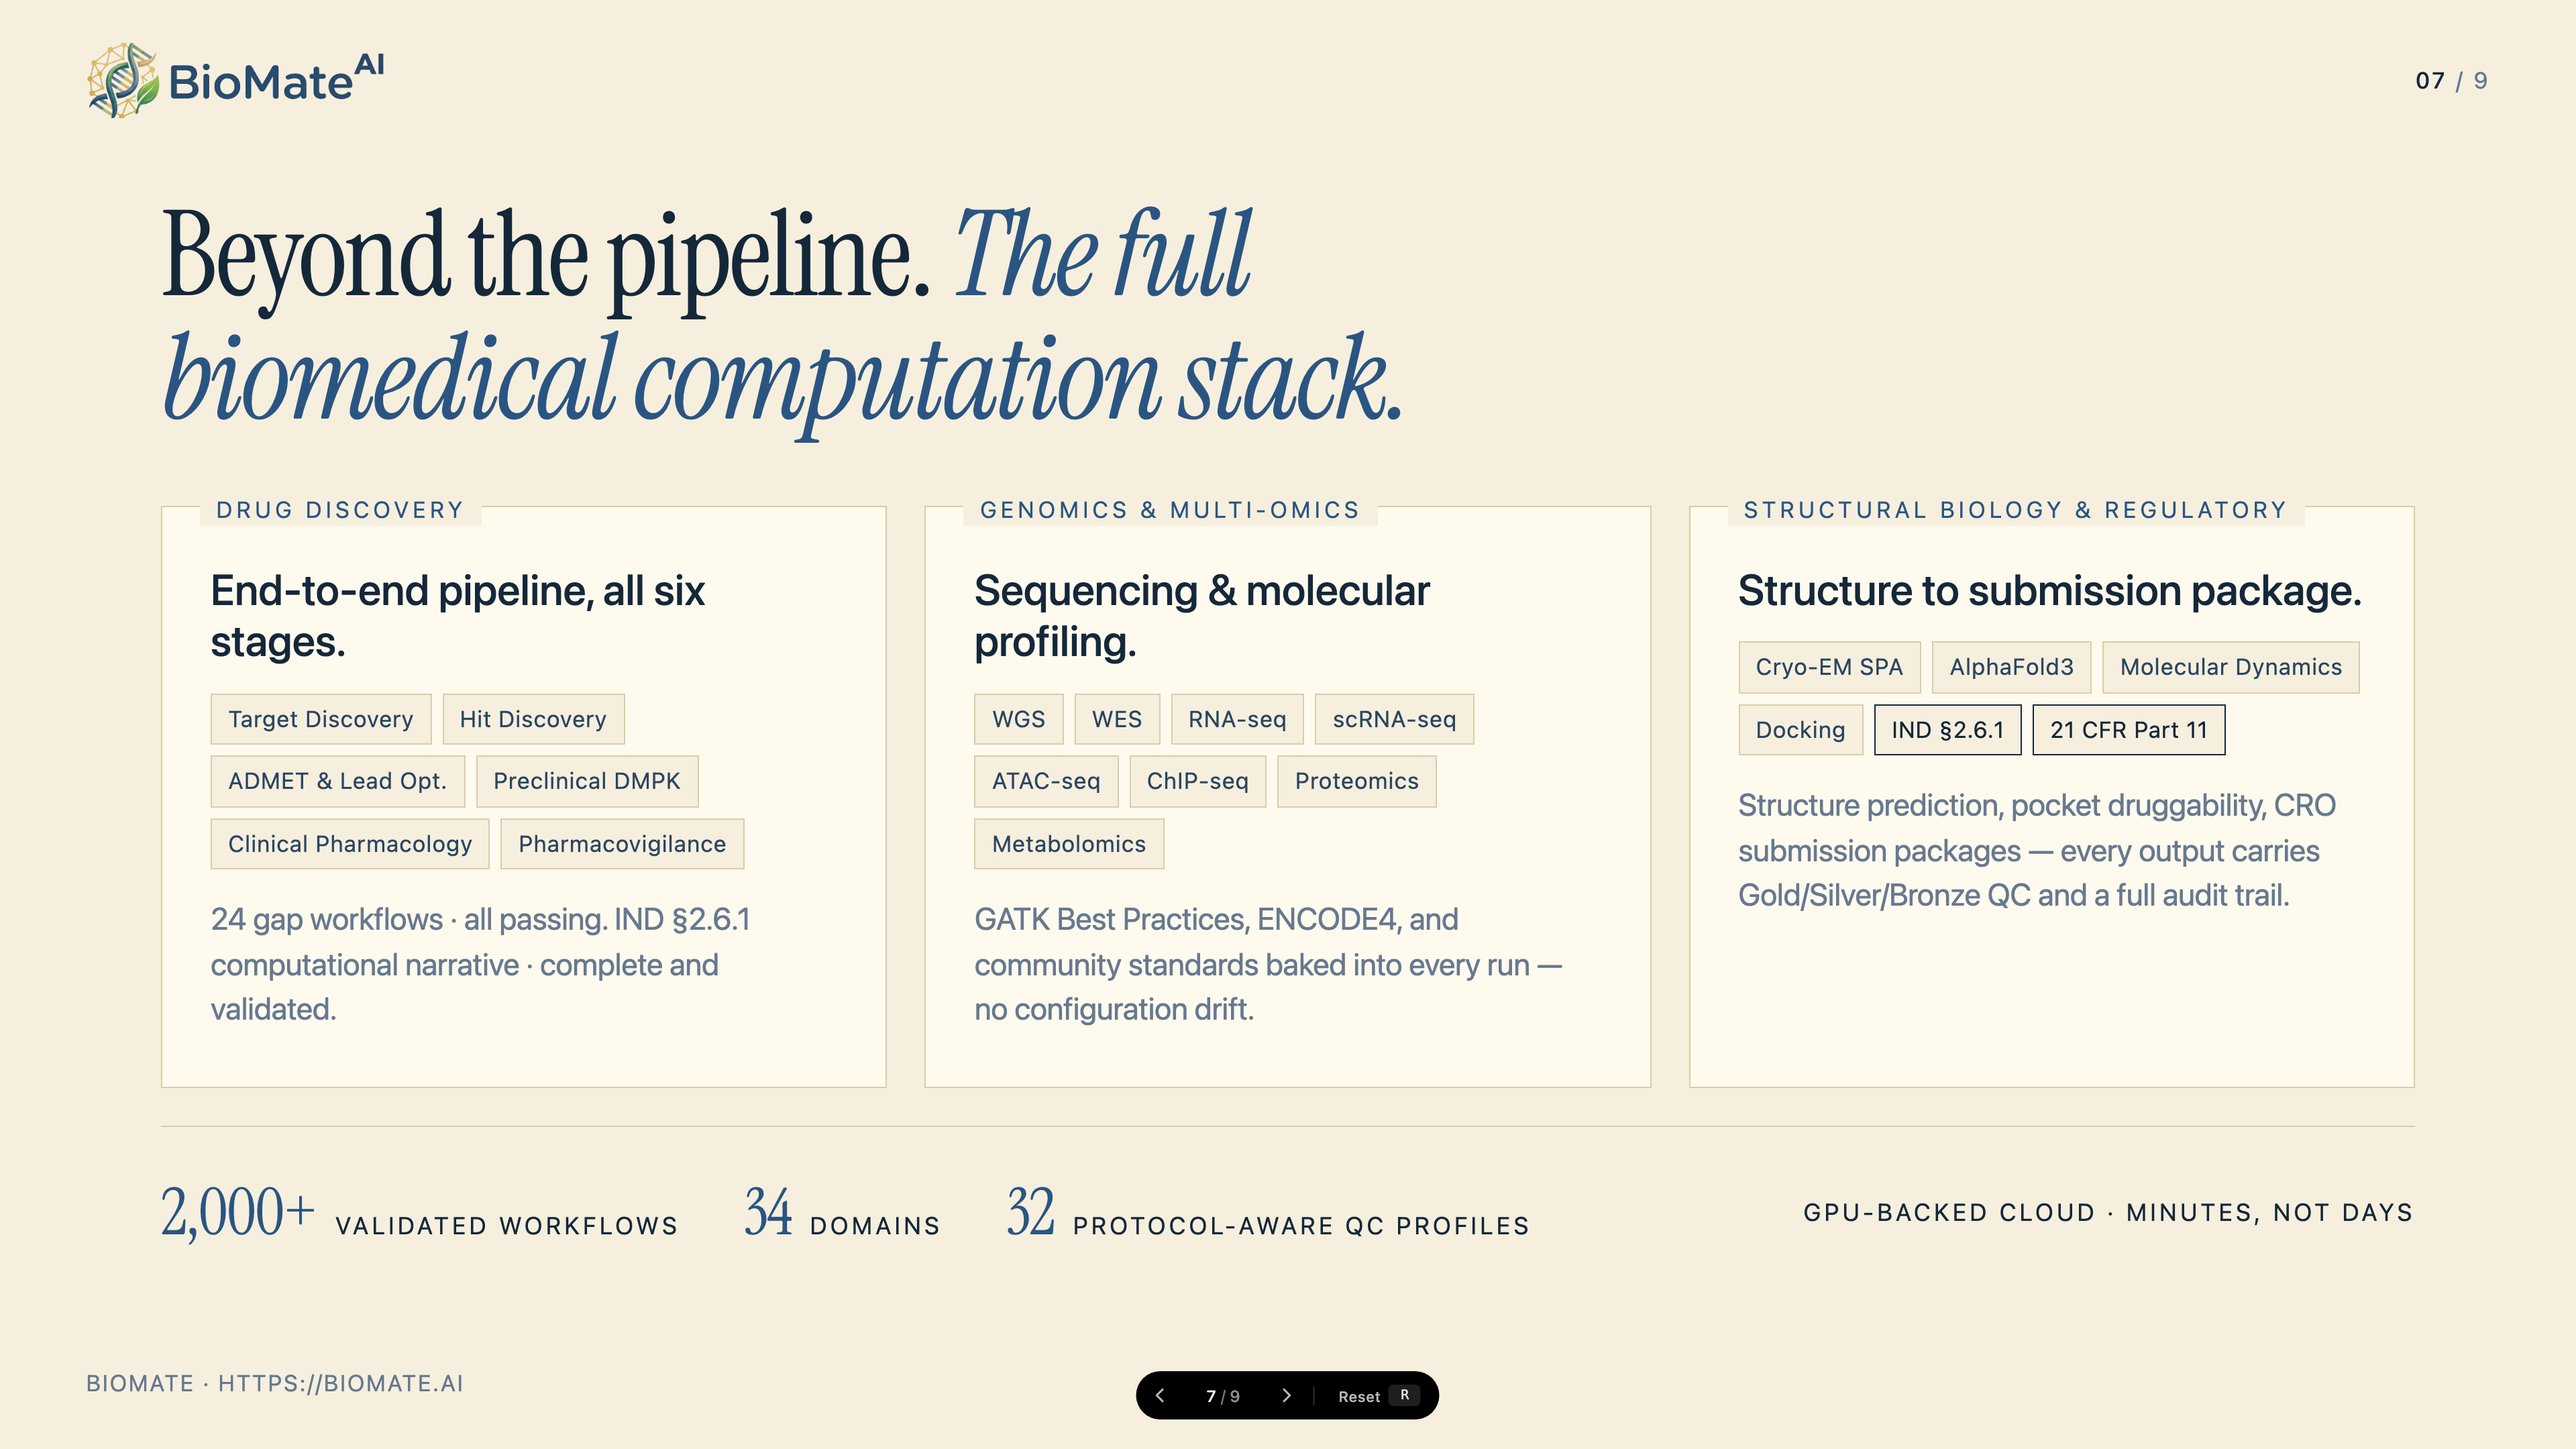 BioMate AI
07 / 9
Beyond the pipeline. The full
biomedical computation stack.
DRUG DISCOVERY
End-to-end pipeline, all six
stages.
Target Discovery
Hit Discovery
ADMET & Lead Opt.
Preclinical DMPK
Clinical Pharmacology
Pharmacovigilance
24 gap workflows · all passing. IND §2.6.1
computational narrative · complete and
validated.
GENOMICS & MULTI-OMICS
Sequencing & molecular
profiling.
WGS
WES
RNA-seq
scRNA-seq
ATAC-seq
ChIP-seq
Proteomics
Metabolomics
GATK Best Practices, ENCODE4, and
community standards baked into every run —
no configuration drift.
STRUCTURAL BIOLOGY & REGULATORY
Structure to submission package.
Cryo-EM SPA
AlphaFold3
Molecular Dynamics
Docking
IND §2.6.1
21 CFR Part 11
Structure prediction, pocket druggability, CRO
submission packages — every output carries
Gold/Silver/Bronze QC and a full audit trail.
2,000+ VALIDATED WORKFLOWS
34 DOMAINS
32 PROTOCOL-AWARE QC PROFILES
GPU-BACKED CLOUD · MINUTES, NOT DAYS
BIOMATE · HTTPS://BIOMATE.AI
7 / 9
Reset R